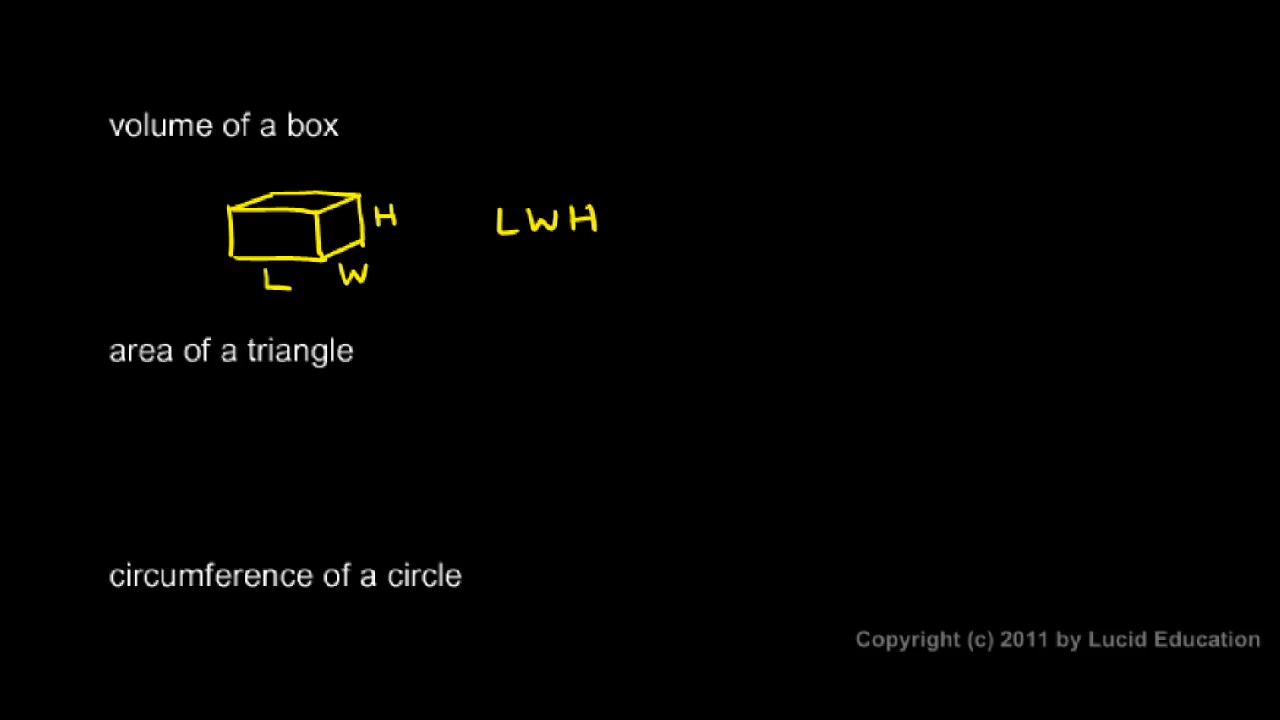 volume of a box
H
LWH
L
W
area of a triangle
circumference of a circle
Copyright (c) 2011 by Lucid Education